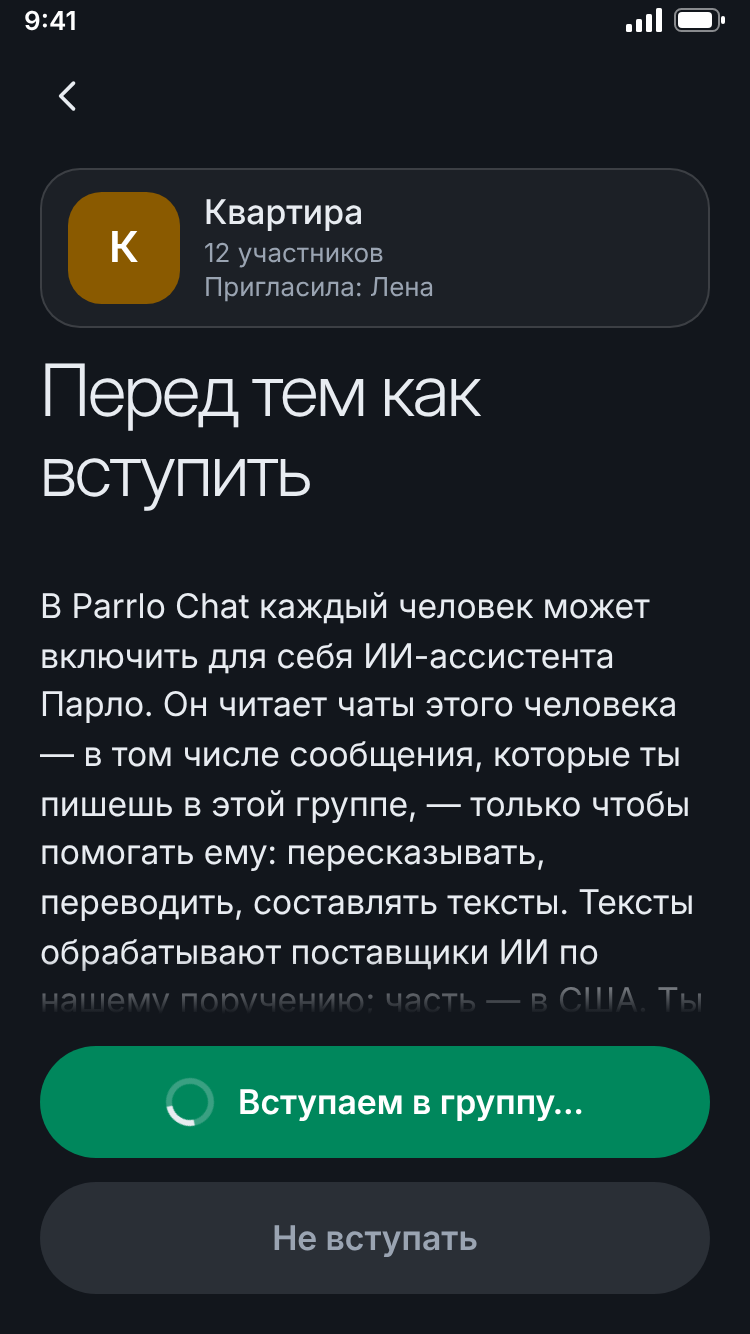 9:41
К
Квартира
12 участников
Пригласила: Лена
Перед тем как
вступить
В Parrlo Chat каждый человек может
включить для себя ИИ-ассистента
Парло. Он читает чаты этого человека
— в том числе сообщения, которые ты
пишешь в этой группе, — только чтобы
помогать ему: пересказывать,
переводить, составлять тексты. Тексты
обрабатывают поставщики ИИ по
нашему поручению: часть — в США. Ты
Вступаем в группу...
Не вступать